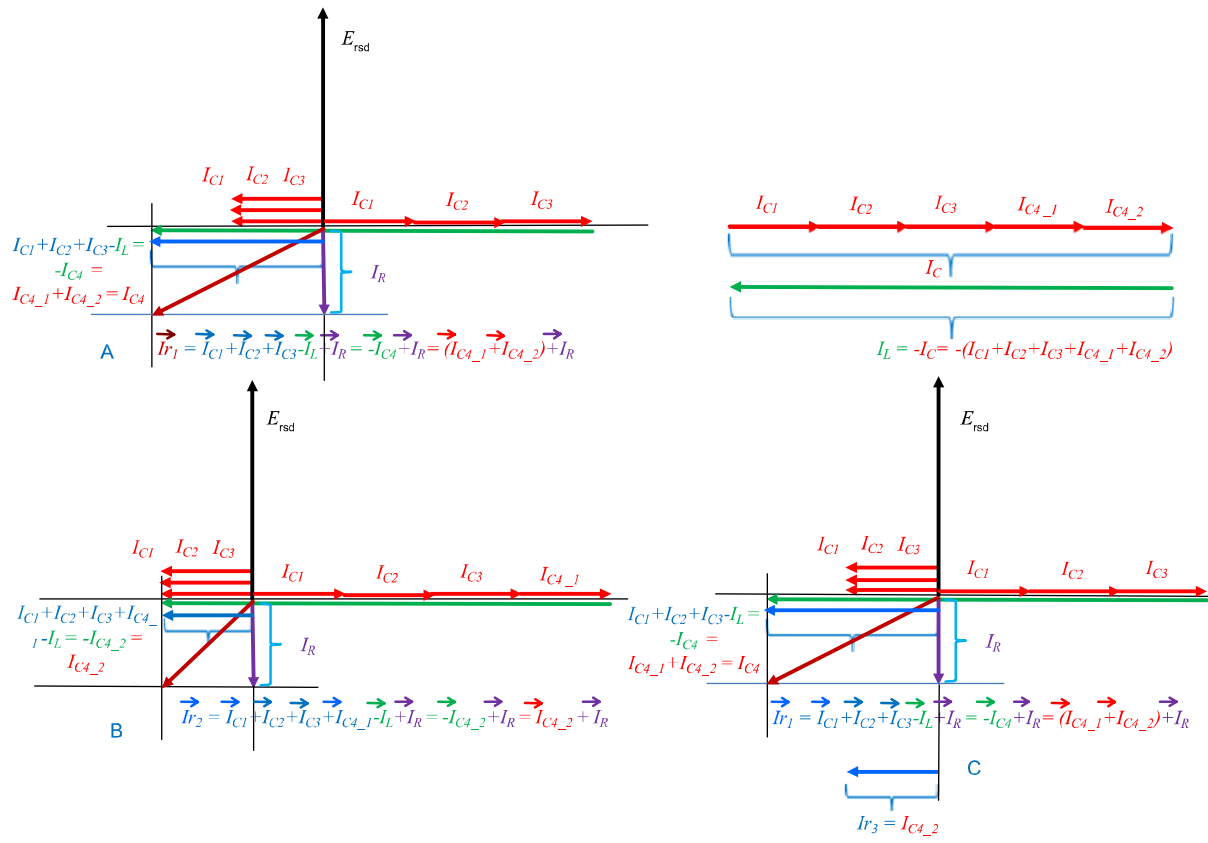 E_rsd
I_C1 I_C2 I_C3
I_C1 I_C2 I_C3
I_C1+I_C2+I_C3-I_L =
-I_C4 =
I_C4_1+I_C4_2 = I_C4
I_R
A
Ir_1 = I_C1+I_C2+I_C3-I_L+I_R= -I_C4+I_R= (I_C4_1+I_C4_2)+I_R
I_C1 I_C2 I_C3 I_C4_1 I_C4_2
I_C
I_L = -I_C= -(I_C1+I_C2+I_C3+I_C4_1+I_C4_2)
E_rsd
I_C1 I_C2 I_C3
I_C1 I_C2 I_C3 I_C4_1
I_C1+I_C2+I_C3+I_C4_
1-I_L = -I_C4_2 =
I_C4_2
I_R
Ir_2 = I_C1+I_C2+I_C3+I_C4_1-I_L+I_R= -I_C4_2+I_R= I_C4_2+I_R
B
E_rsd
I_C1 I_C2 I_C3
I_C1 I_C2 I_C3
I_C1+I_C2+I_C3-I_L=
-I_C4 =
I_C4_1+I_C4_2 = I_C4
I_R
Ir_1 = I_C1+I_C2+I_C3-I_L+I_R= -I_C4+I_R= (I_C4_1+I_C4_2)+I_R
C
Ir_3 = I_C4_2